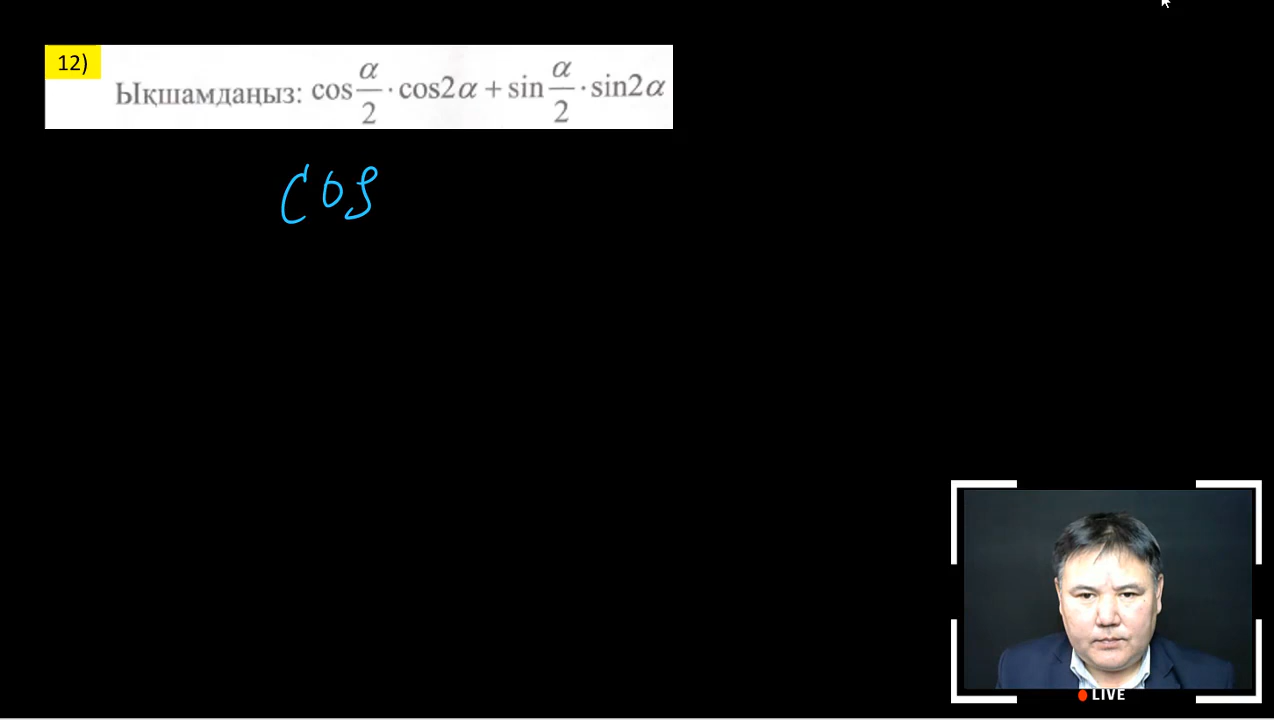 12)
Ықшамдаңыз: cos α/2 · cos2α + sin α/2 · sin2α
cos
LIVE